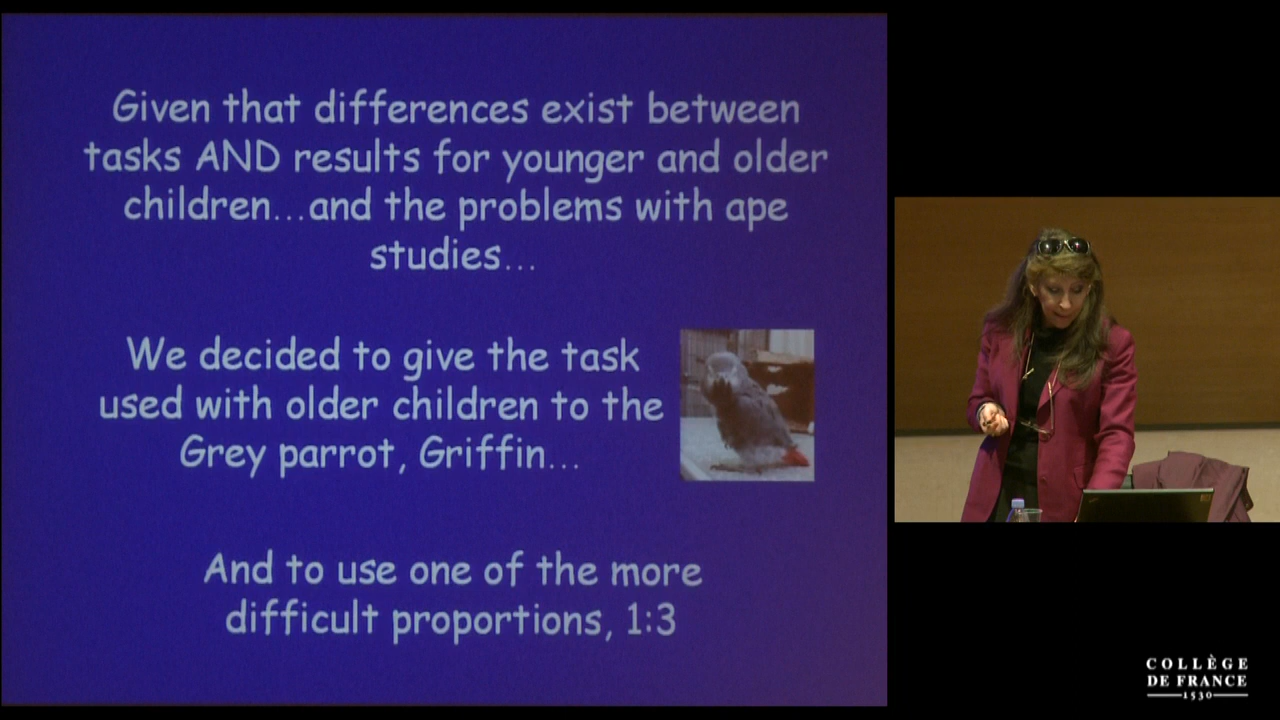 Given that differences exist between
tasks AND results for younger and older
children...and the problems with ape
studies...
We decided to give the task
used with older children to the
Grey parrot, Griffin...
And to use one of the more
difficult proportions, 1:3
COLLÈGE
DE FRANCE
1530